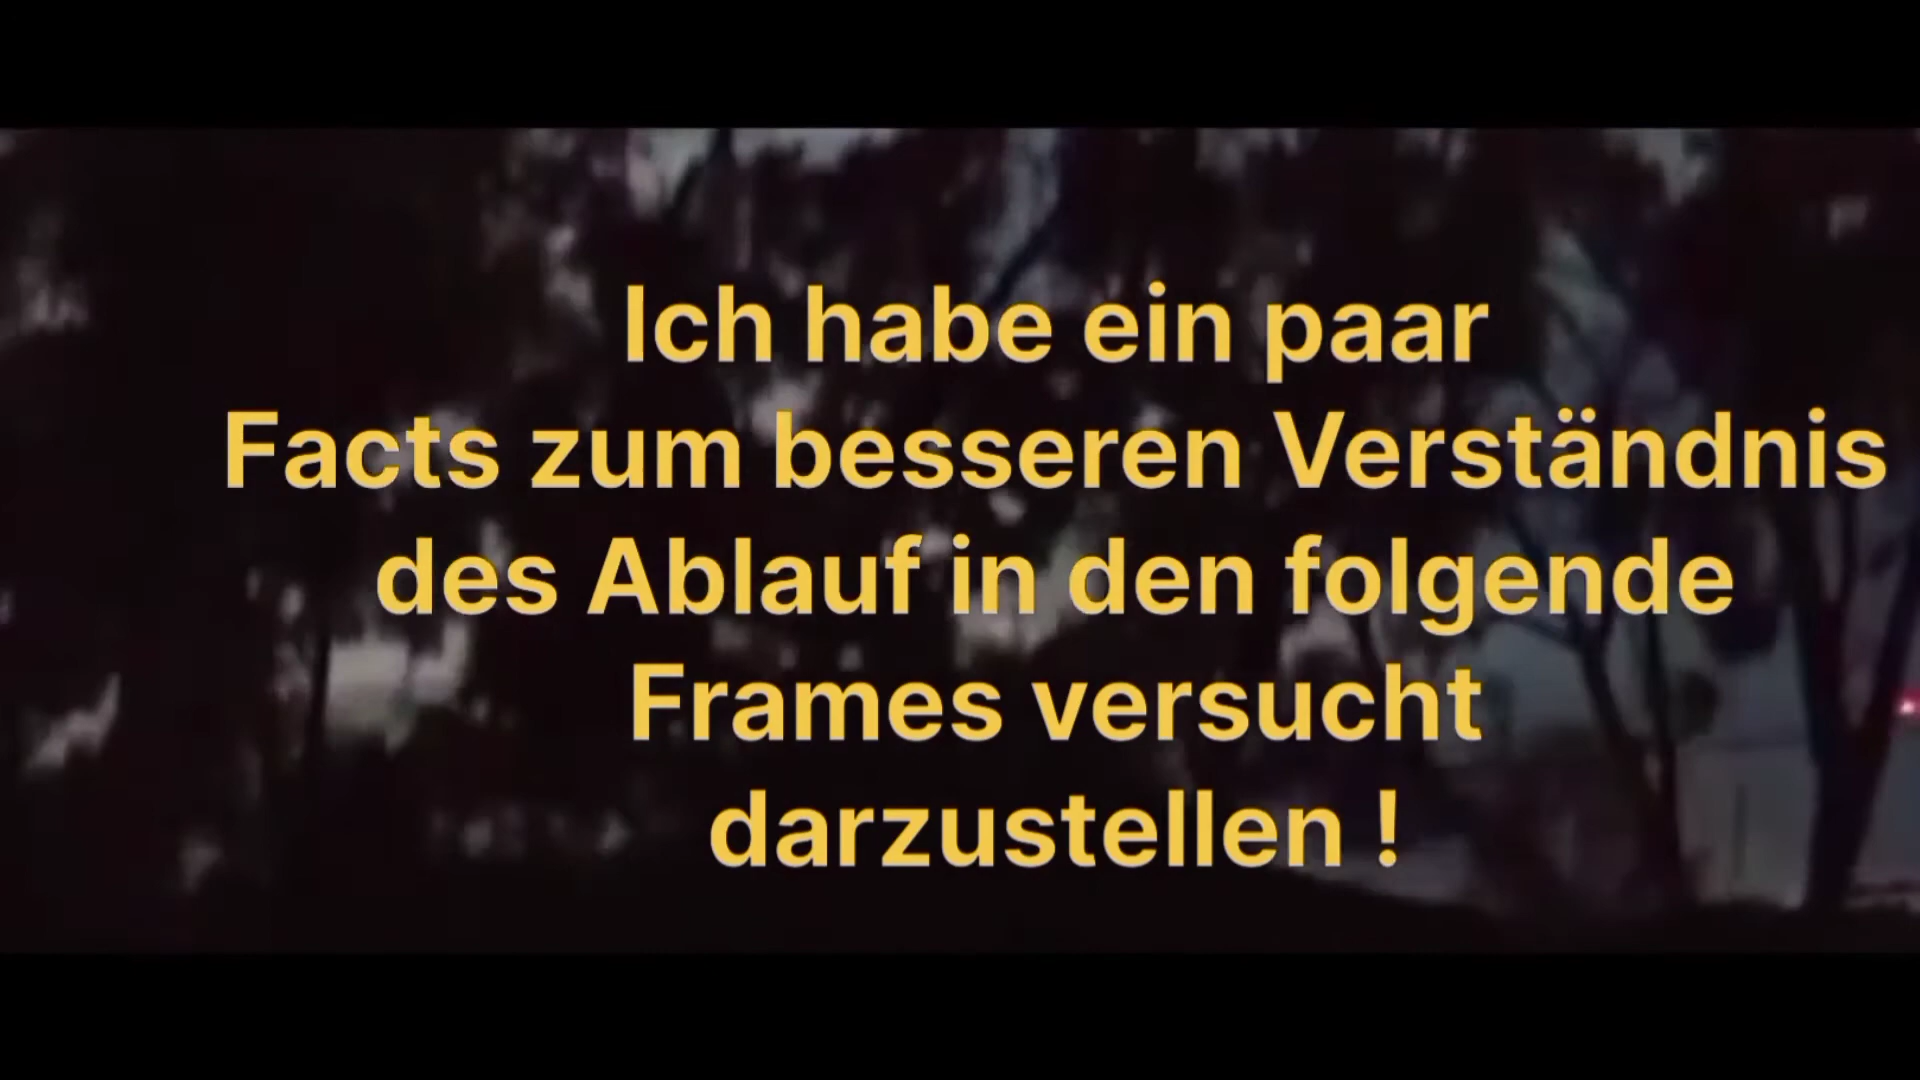 Ich habe ein paar
Facts zum besseren Verständnis
des Ablauf in den folgende
Frames versucht
darzustellen !